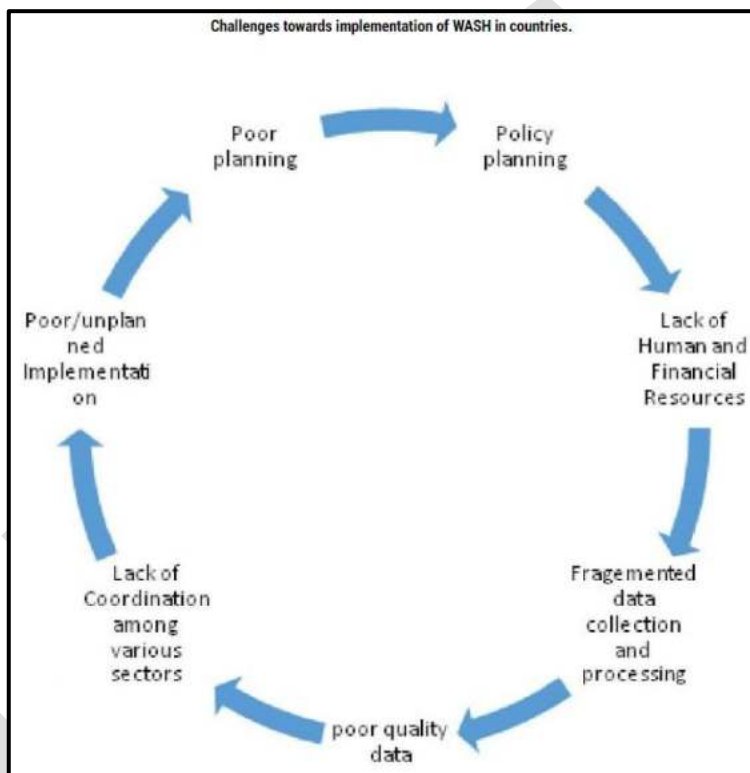 Challenges towards implementation of WASH in countries.
Poor
planning
Policy
planning
Lack of
Human and
Financial
Resources
Fragemented
data
collection
and
processing
poor quality
data
Lack of
Coordination
among
various
sectors
Poor/unplan
ned
Implementati
on